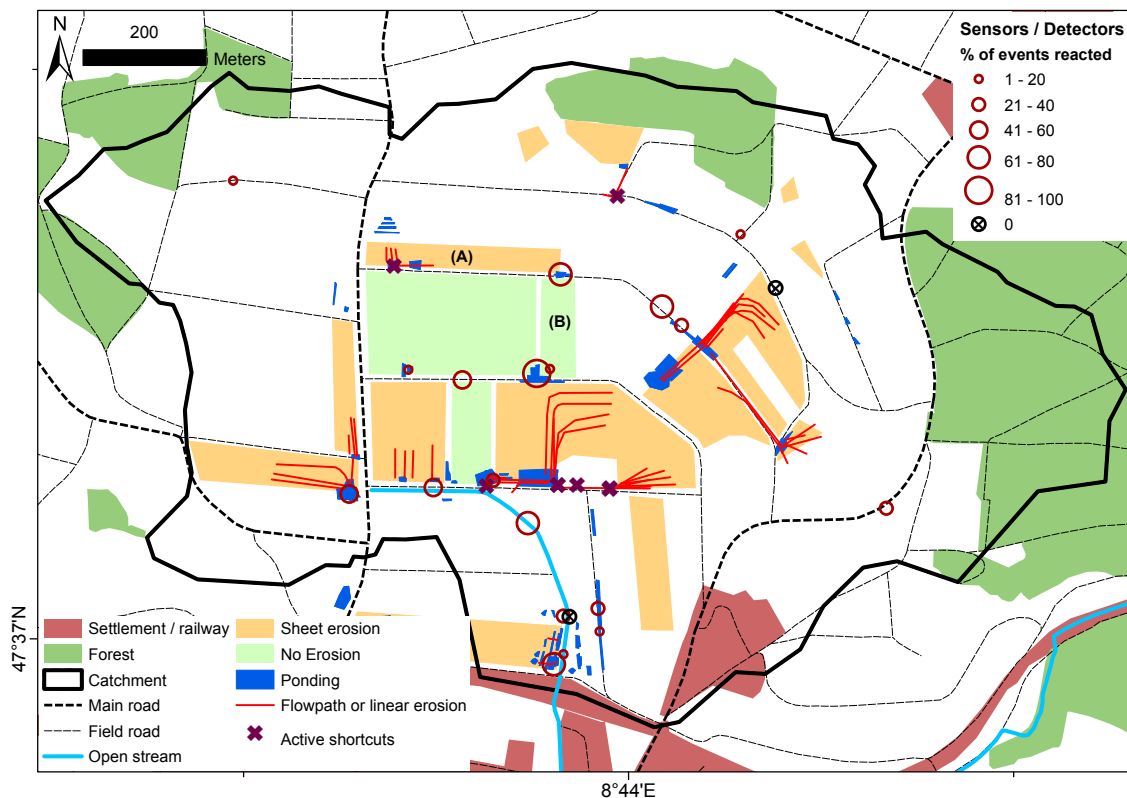 N
200
Meters
Sensors / Detectors
% of events reacted
1 - 20
21 - 40
41 - 60
61 - 80
81 - 100
0
(A)
(B)
47°37'N
Settlement / railway
Forest
Catchment
Main road
Field road
Open stream
Sheet erosion
No Erosion
Ponding
Flowpath or linear erosion
Active shortcuts
8°44'E